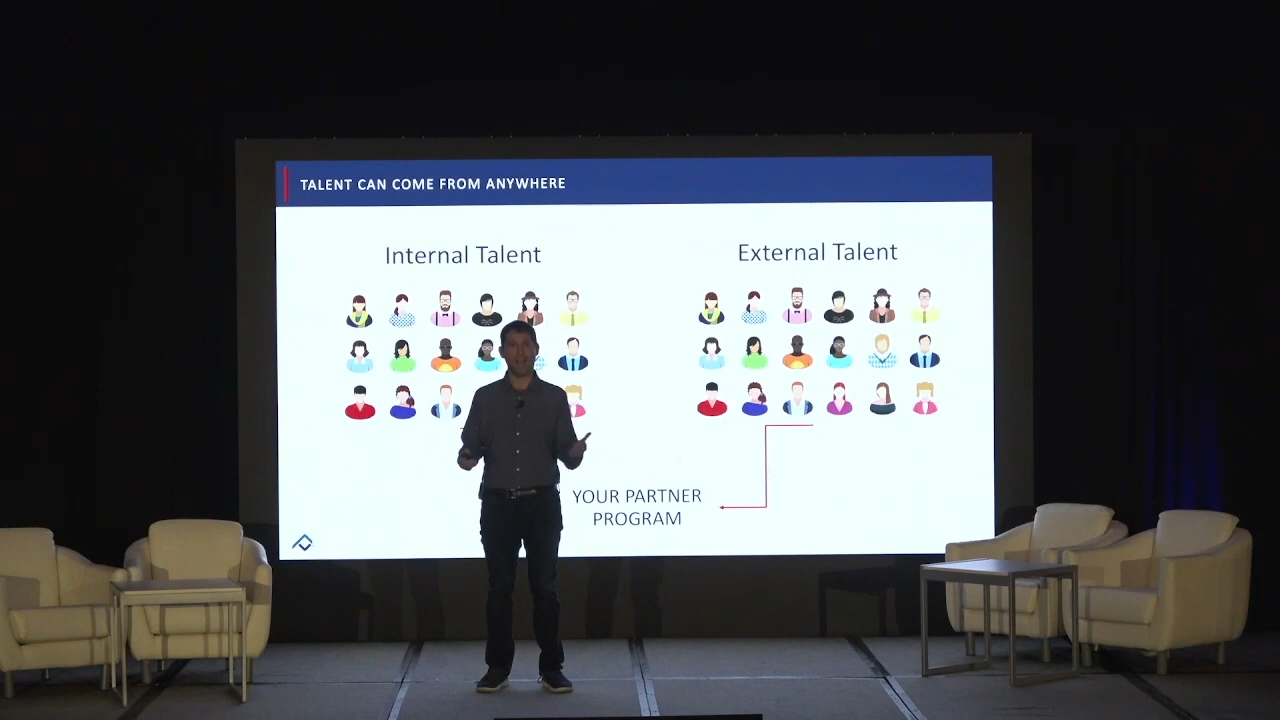 TALENT CAN COME FROM ANYWHERE
Internal Talent
External Talent
YOUR PARTNER
PROGRAM